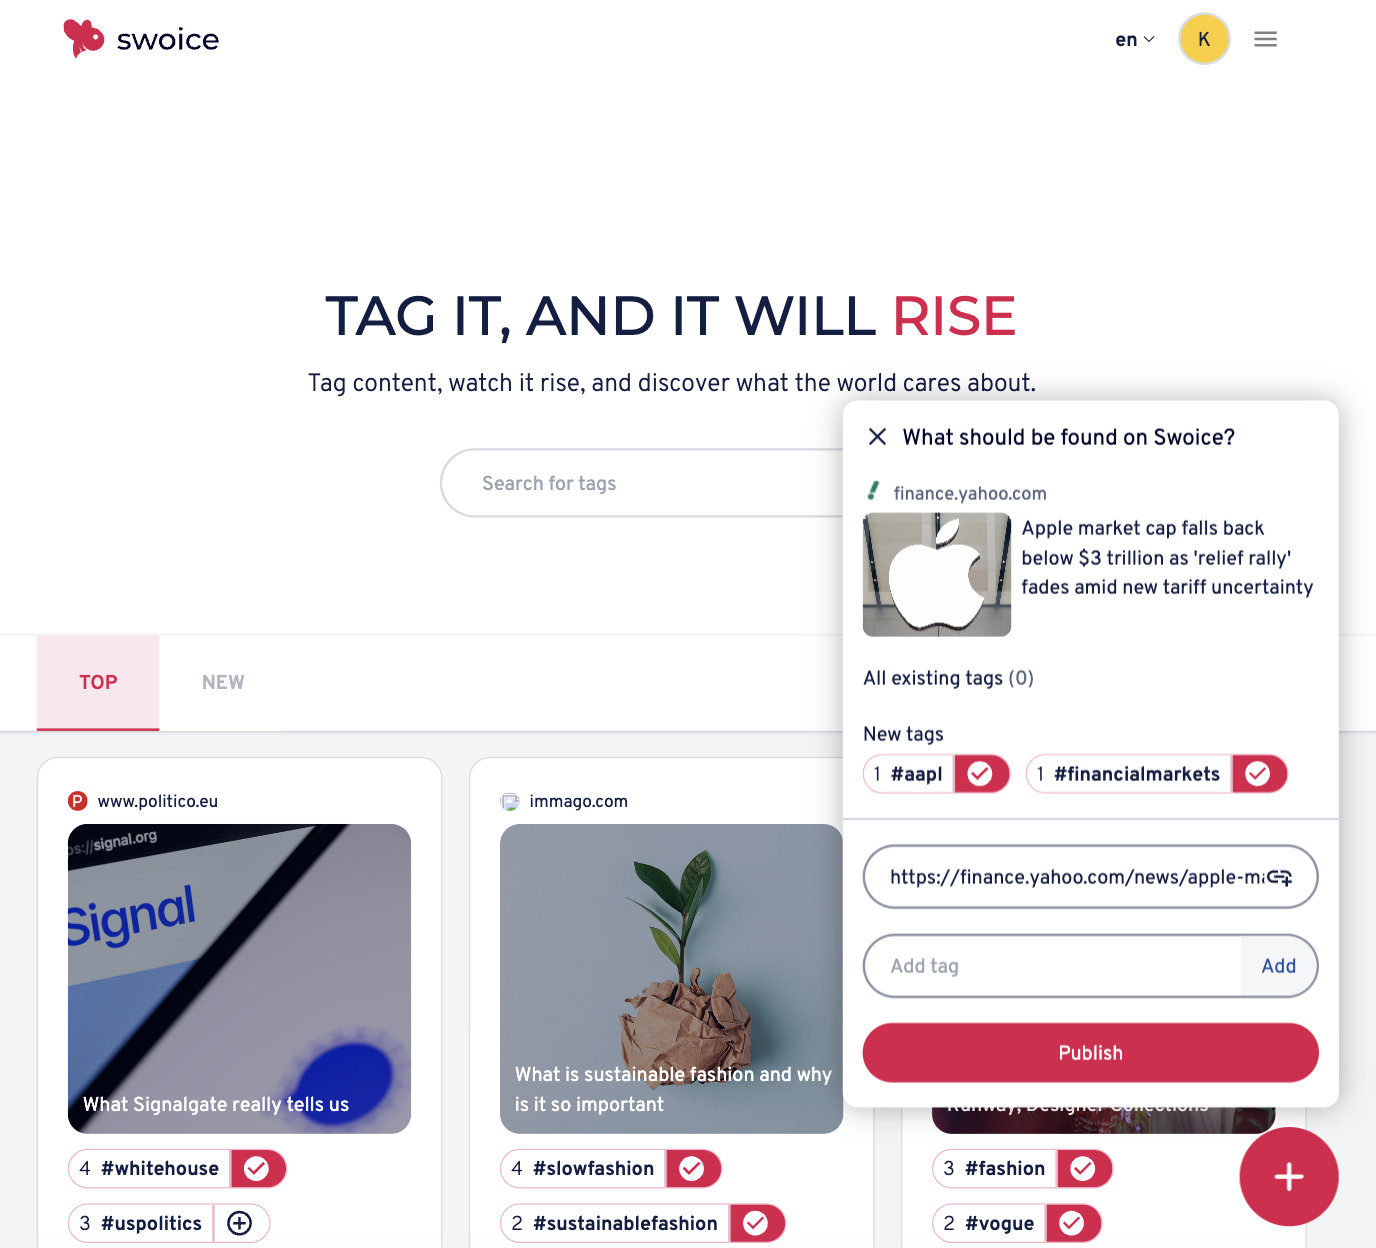 swoice
en
K
TAG IT, AND IT WILL RISE
Tag content, watch it rise, and discover what the world cares about.
Search for tags
TOP
NEW
www.politico.eu
://signal.org
Signal
What Signalgate really tells us
4 #whitehouse
3 #uspolitics
immago.com
What is sustainable fashion and why
is it so important
4 #slowfashion
2 #sustainablefashion
Runway, Designer Collections
3 #fashion
2 #vogue
What should be found on Swoice?
finance.yahoo.com
Apple market cap falls back
below $3 trillion as 'relief rally'
fades amid new tariff uncertainty
All existing tags (0)
New tags
1 #aapl
1 #financialmarkets
https://finance.yahoo.com/news/apple-m
Add tag
Add
Publish